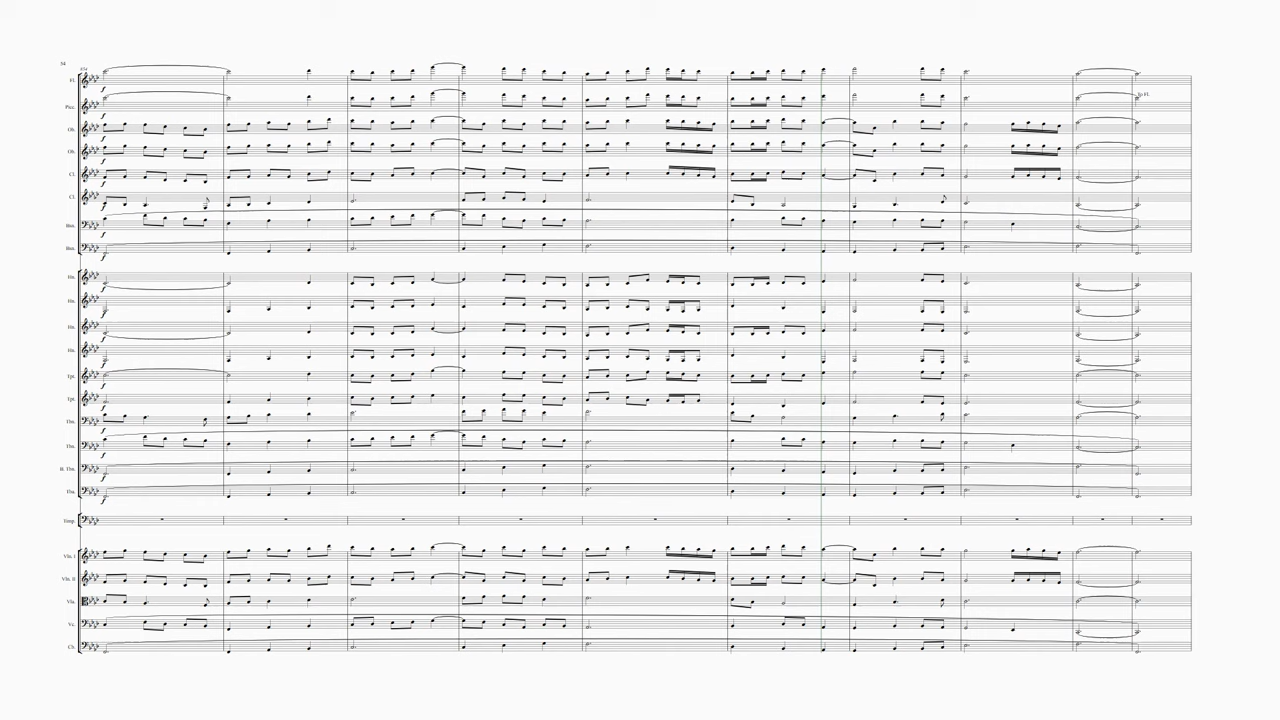 54
Fl.
Picc.
To Fl.
Ob.
Ob.
Cl.
Cl.
Bsn.
Bsn.
Hn.
Hn.
Hn.
Hn.
Tpt.
Tpt.
Tbn.
Tbn.
B. Tbn.
Tba.
Timp.
Vln. I
Vln. II
Vla.
Vc.
Cb.